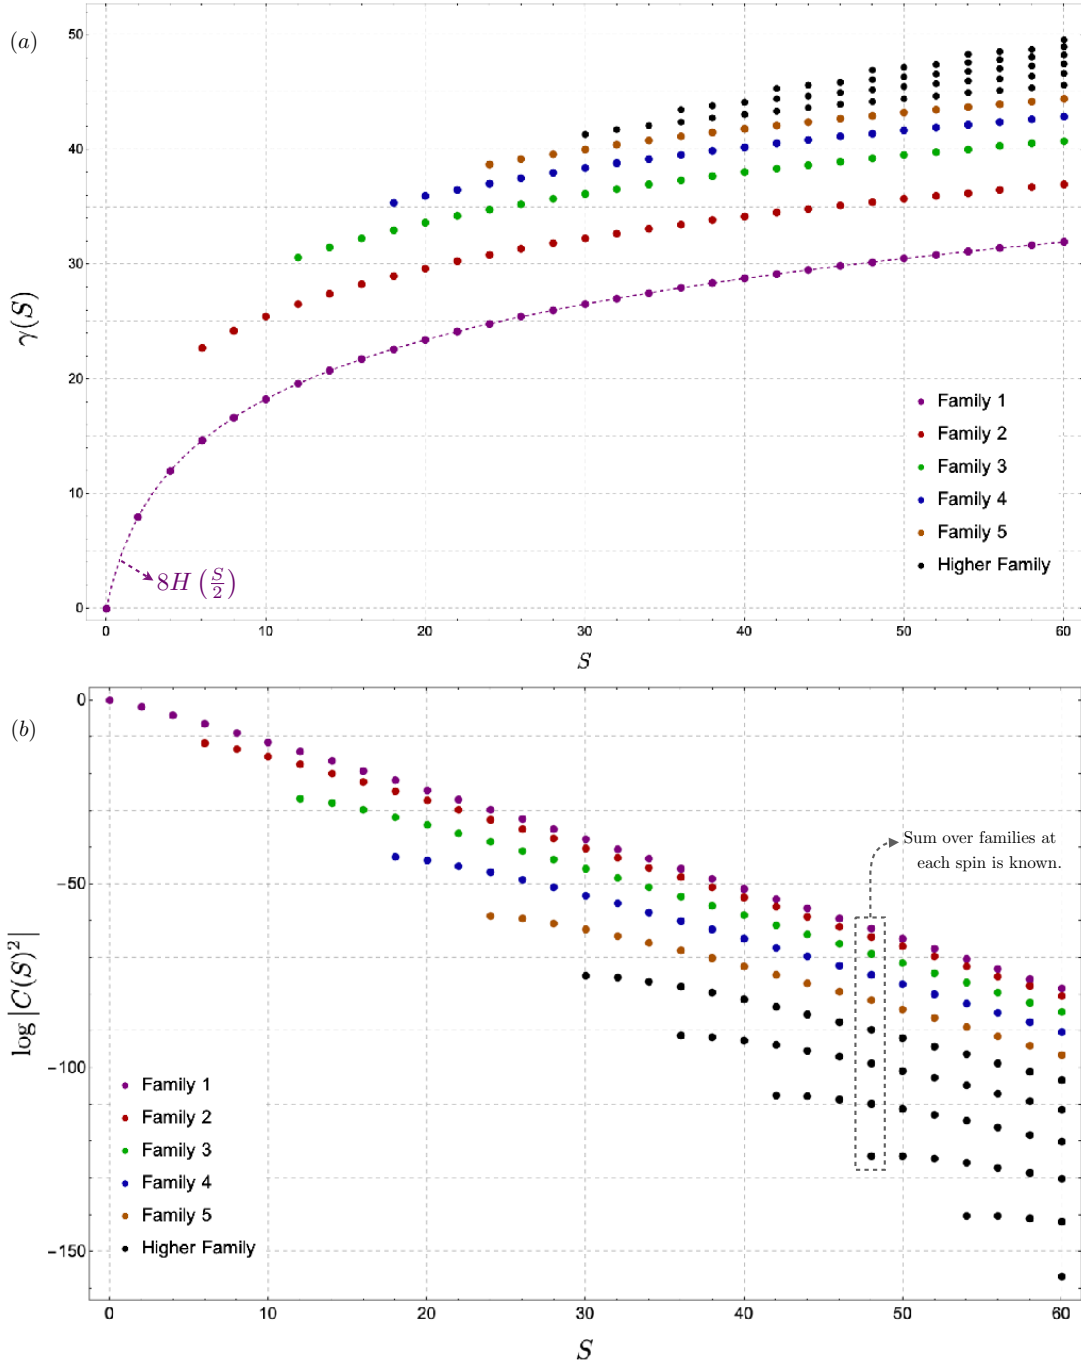 (a)
50
40
30
20
10
0
γ(S)
8H (S/2)
Family 1
Family 2
Family 3
Family 4
Family 5
Higher Family
0 10 20 30 40 50 60
S
(b)
0
−50
−100
−150
log |C(S)²|
Sum over families at
each spin is known.
Family 1
Family 2
Family 3
Family 4
Family 5
Higher Family
0 10 20 30 40 50 60
S